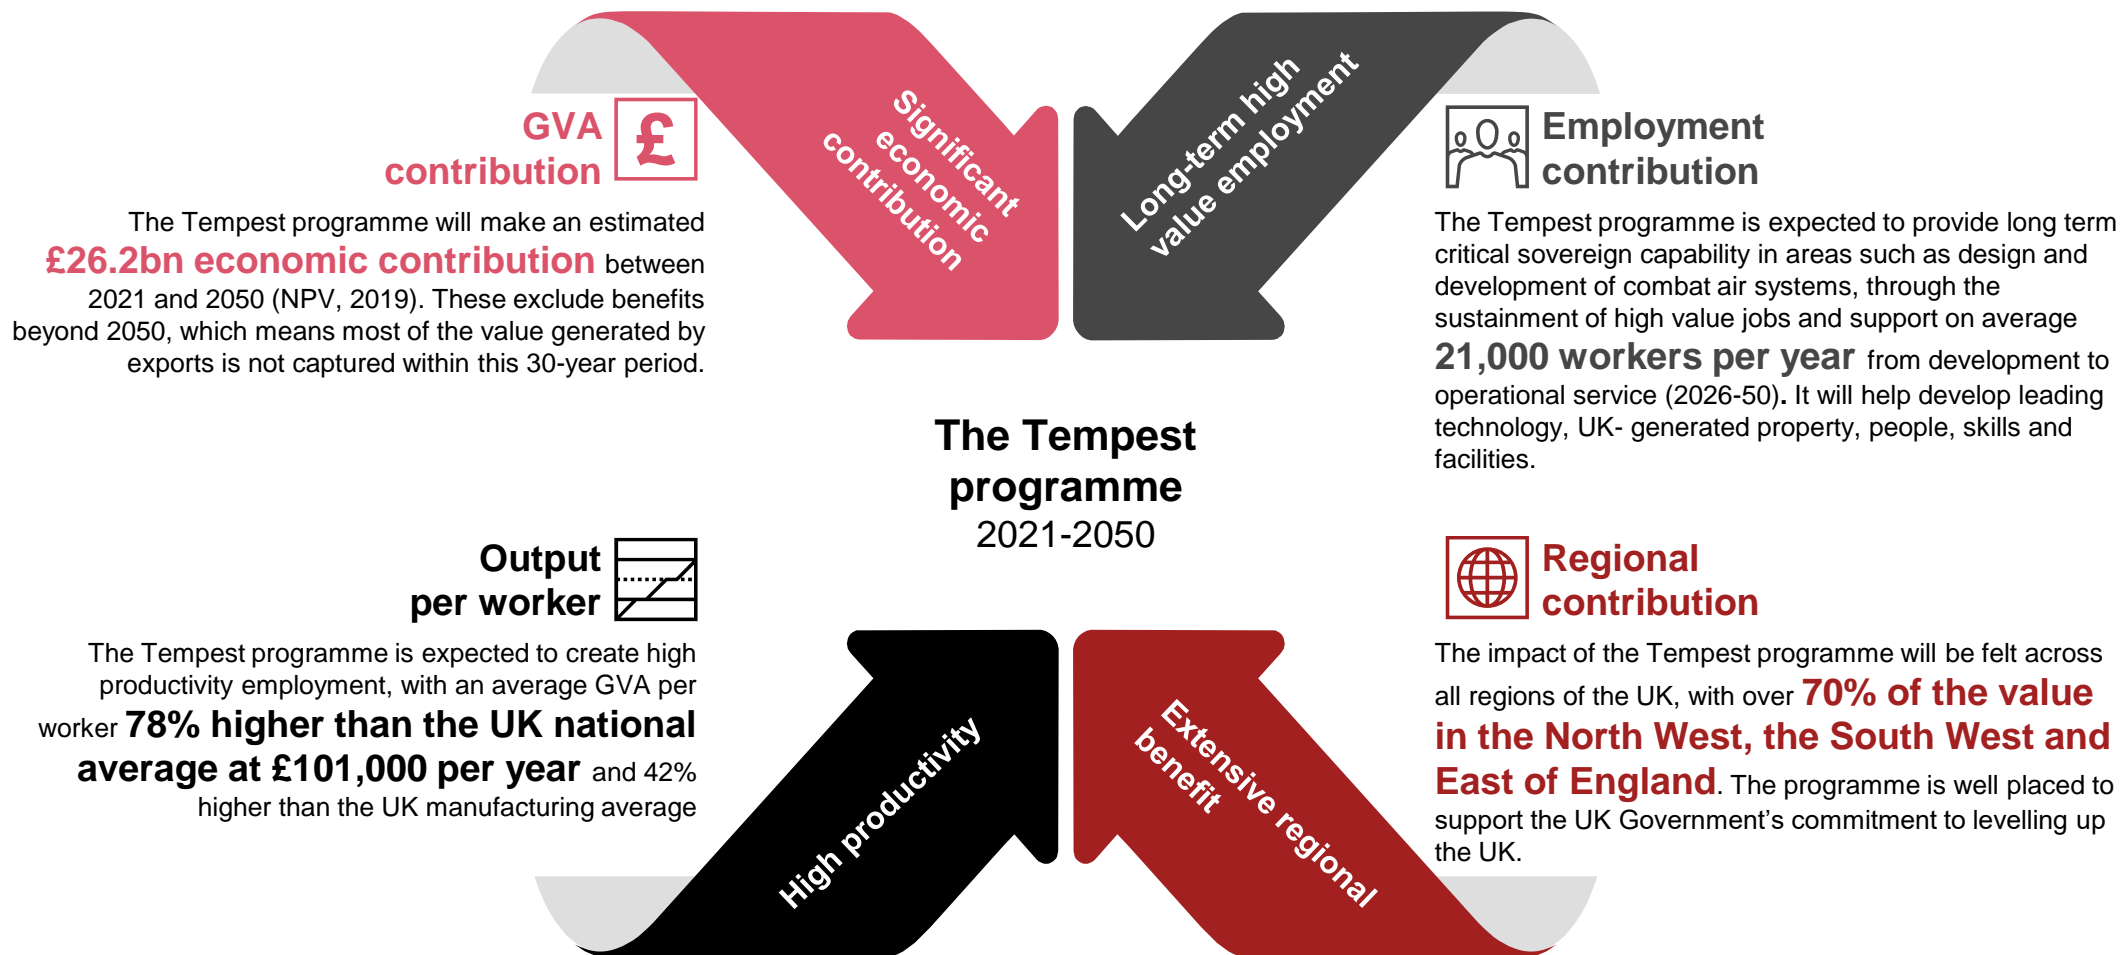 Significant
economic
contribution
Long-term high
value employment
GVA
contribution
£
The Tempest programme will make an estimated
£26.2bn economic contribution between
2021 and 2050 (NPV, 2019). These exclude benefits
beyond 2050, which means most of the value generated by
exports is not captured within this 30-year period.
Employment
contribution
The Tempest programme is expected to provide long term
critical sovereign capability in areas such as design and
development of combat air systems, through the
sustainment of high value jobs and support on average
21,000 workers per year from development to
operational service (2026-50). It will help develop leading
technology, UK- generated property, people, skills and
facilities.
The Tempest
programme
2021-2050
Output
per worker
The Tempest programme is expected to create high
productivity employment, with an average GVA per
worker 78% higher than the UK national
average at £101,000 per year and 42%
higher than the UK manufacturing average
Regional
contribution
The impact of the Tempest programme will be felt across
all regions of the UK, with over 70% of the value
in the North West, the South West and
East of England. The programme is well placed to
support the UK Government’s commitment to levelling up
the UK.
High productivity
Extensive regional
benefit